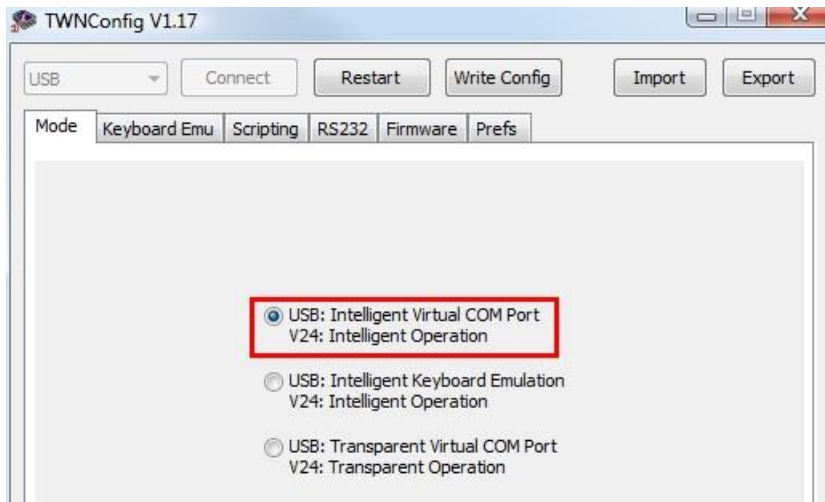 TWNConfig V1.17
USB Connect Restart Write Config Import Export
Mode Keyboard Emu Scripting RS232 Firmware Prefs
USB: Intelligent Virtual COM Port
V24: Intelligent Operation
USB: Intelligent Keyboard Emulation
V24: Intelligent Operation
USB: Transparent Virtual COM Port
V24: Transparent Operation